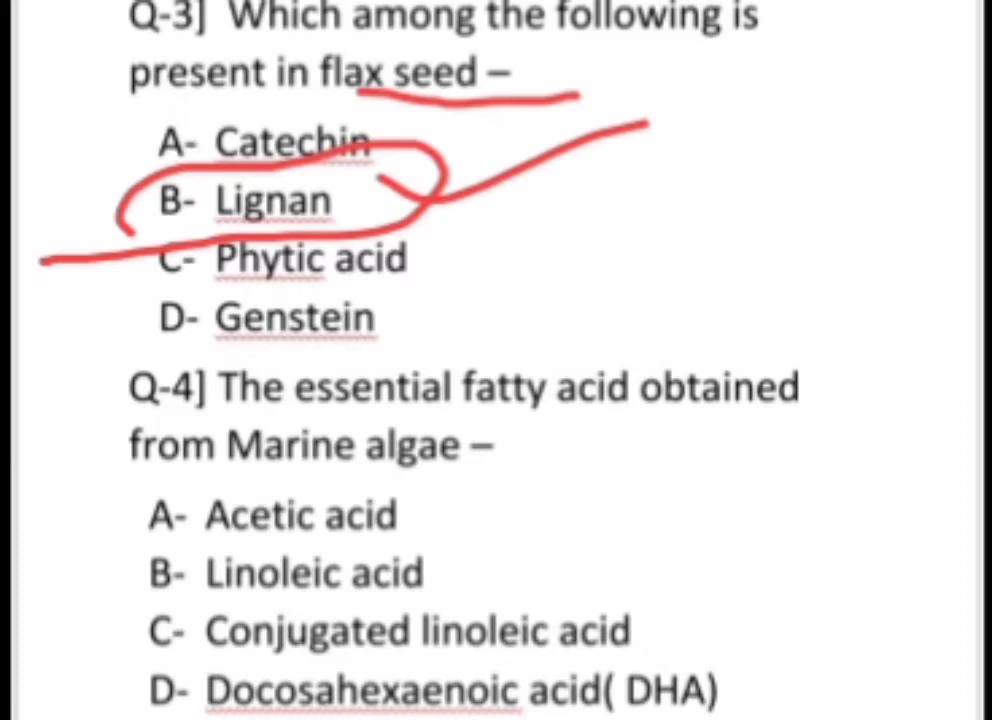 Q-3] Which among the following is
present in flax seed –
A- Catechin
B- Lignan
C- Phytic acid
D- Genstein
Q-4] The essential fatty acid obtained
from Marine algae –
A- Acetic acid
B- Linoleic acid
C- Conjugated linoleic acid
D- Docosahexaenoic acid( DHA)